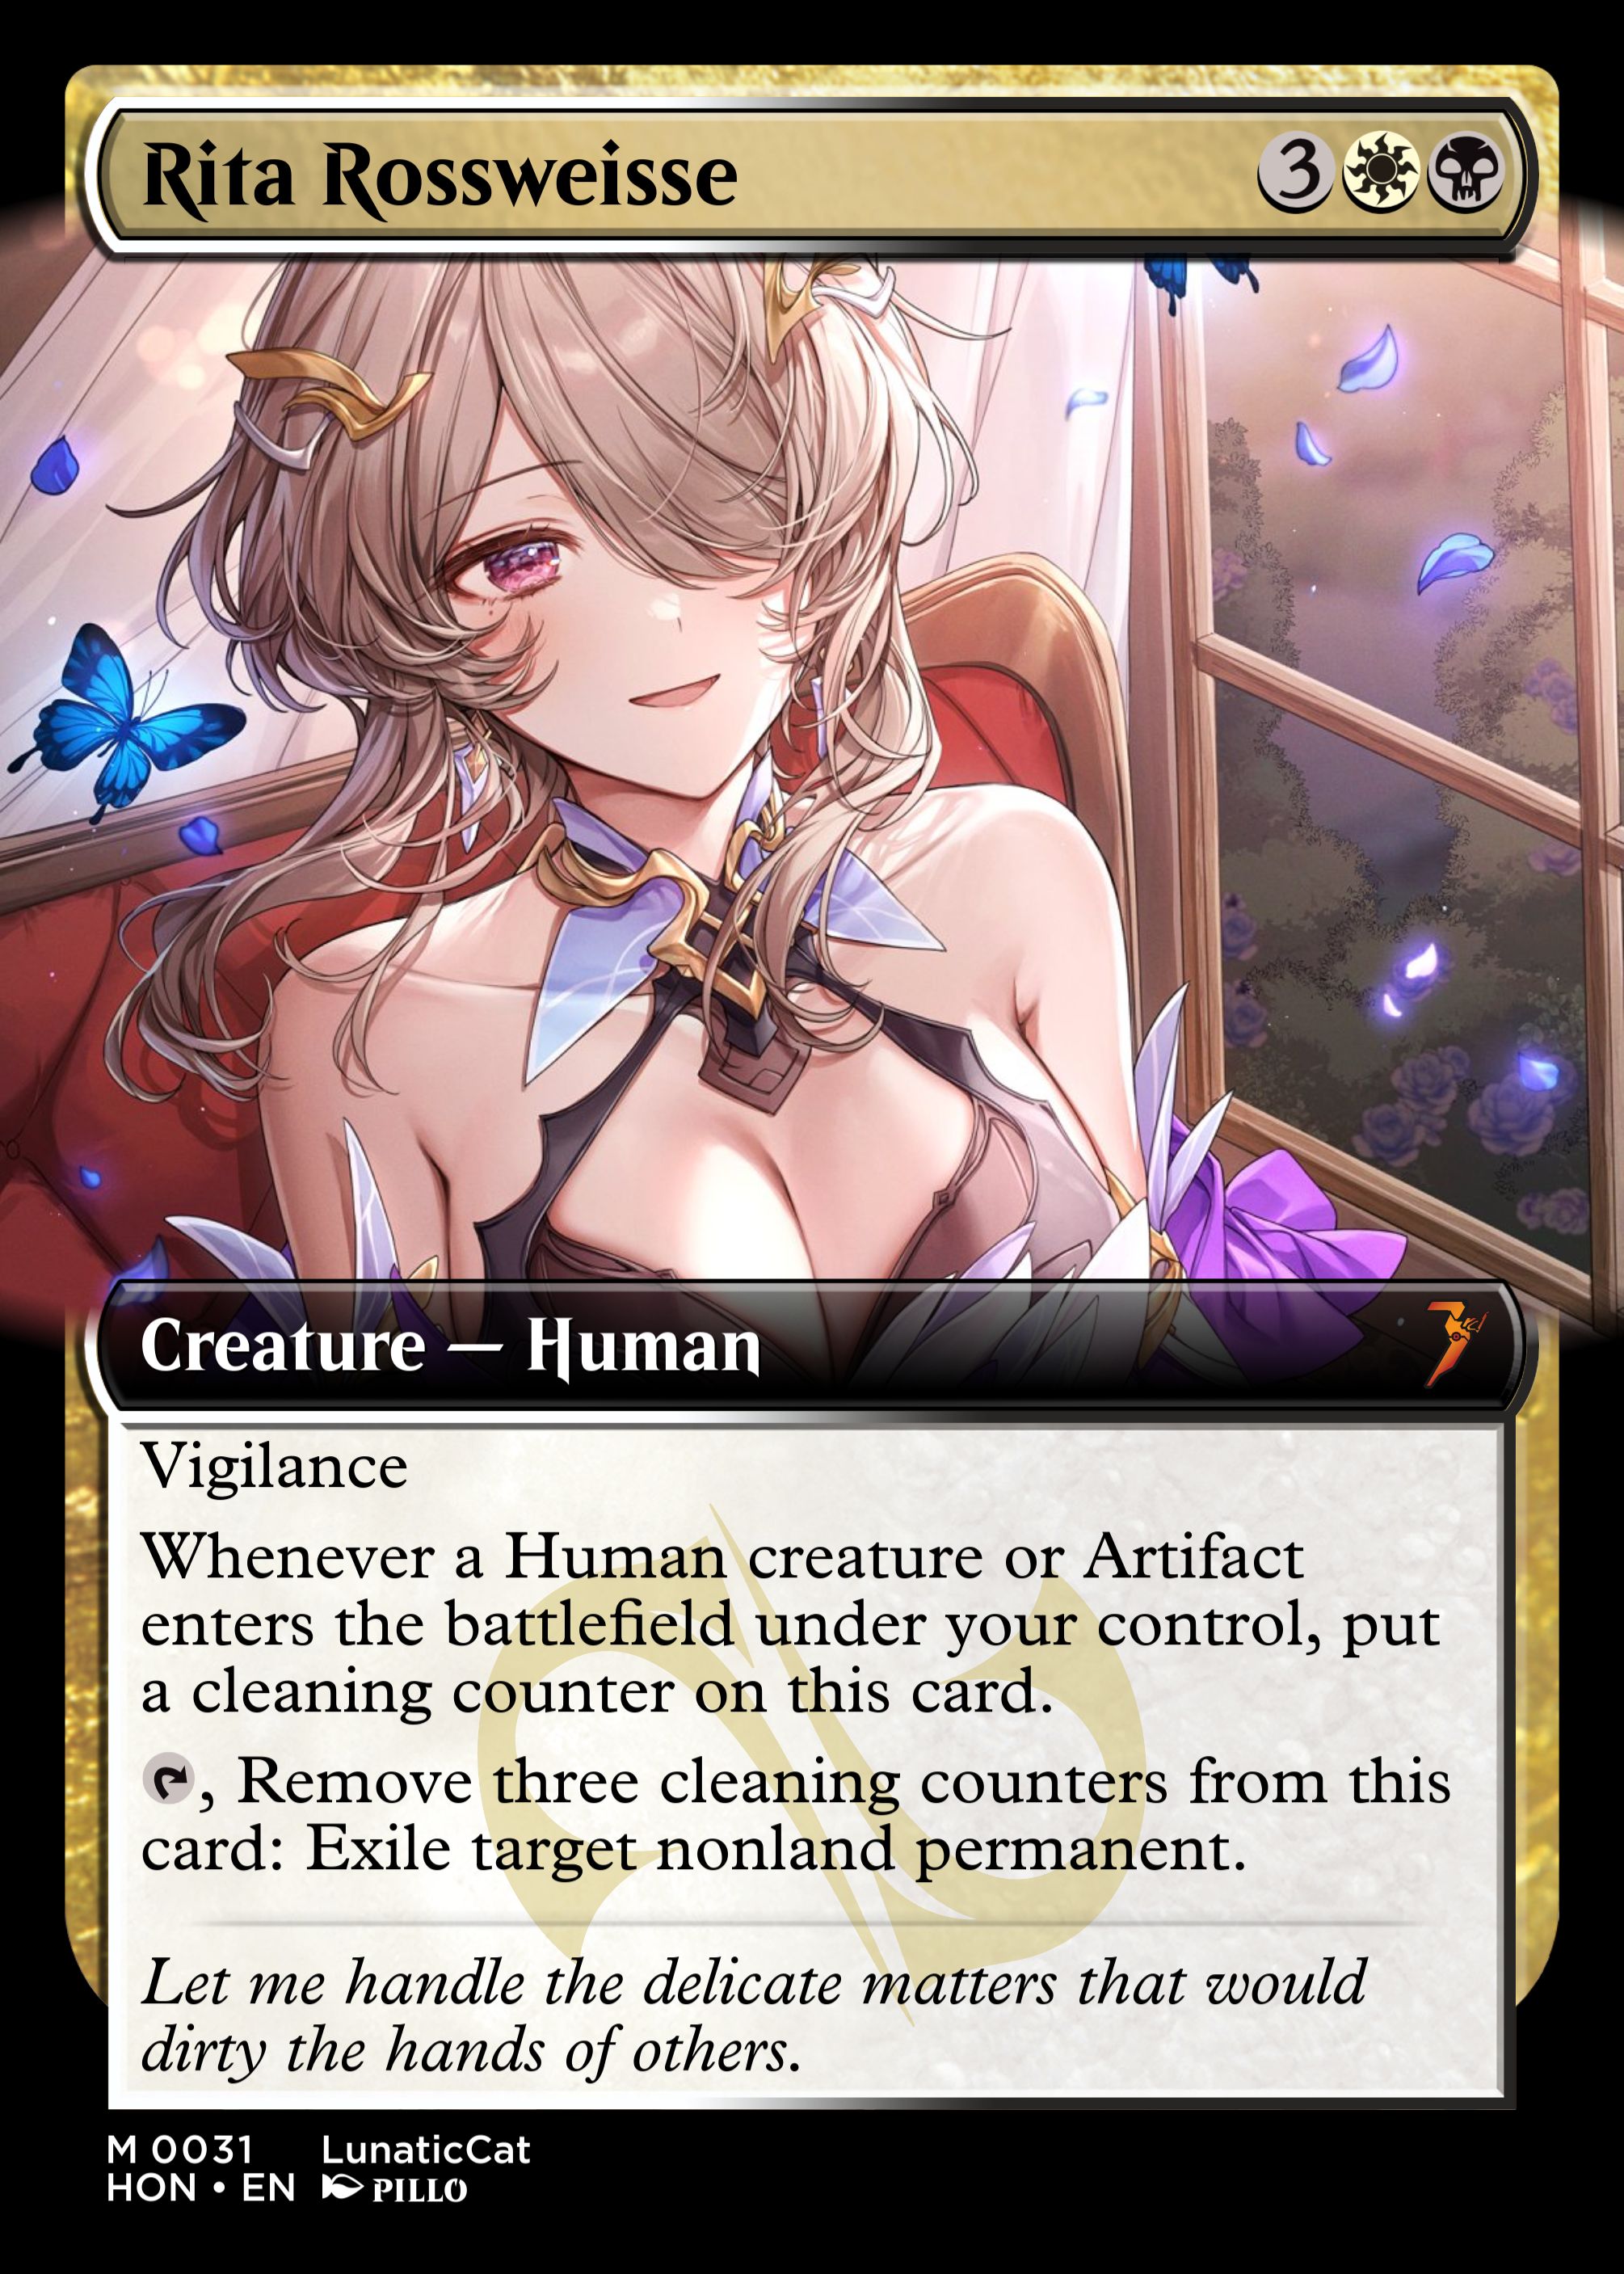 Rita Rossweisse 3
Creature — Human
Vigilance
Whenever a Human creature or Artifact
enters the battlefield under your control, put
a cleaning counter on this card.
, Remove three cleaning counters from this
card: Exile target nonland permanent.
Let me handle the delicate matters that would
dirty the hands of others.
M 0031 LunaticCat
HON • EN PILLO